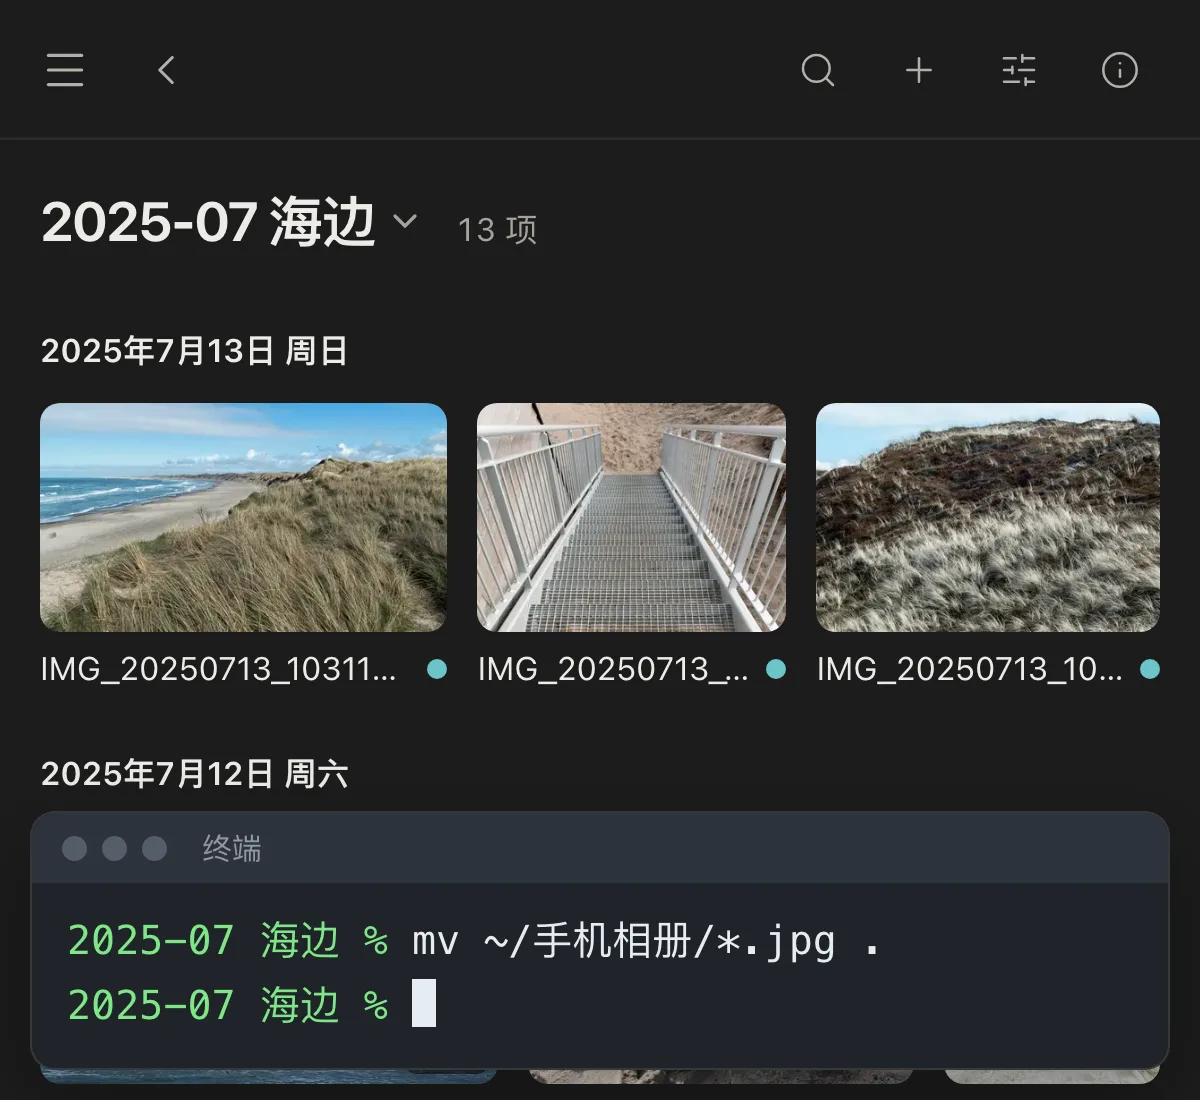 2025-07 海边 13 项
2025年7月13日 周日
IMG_20250713_10311... IMG_20250713_... IMG_20250713_10...
2025年7月12日 周六
终端
2025-07 海边 % mv ~/手机相册/*.jpg .
2025-07 海边 %